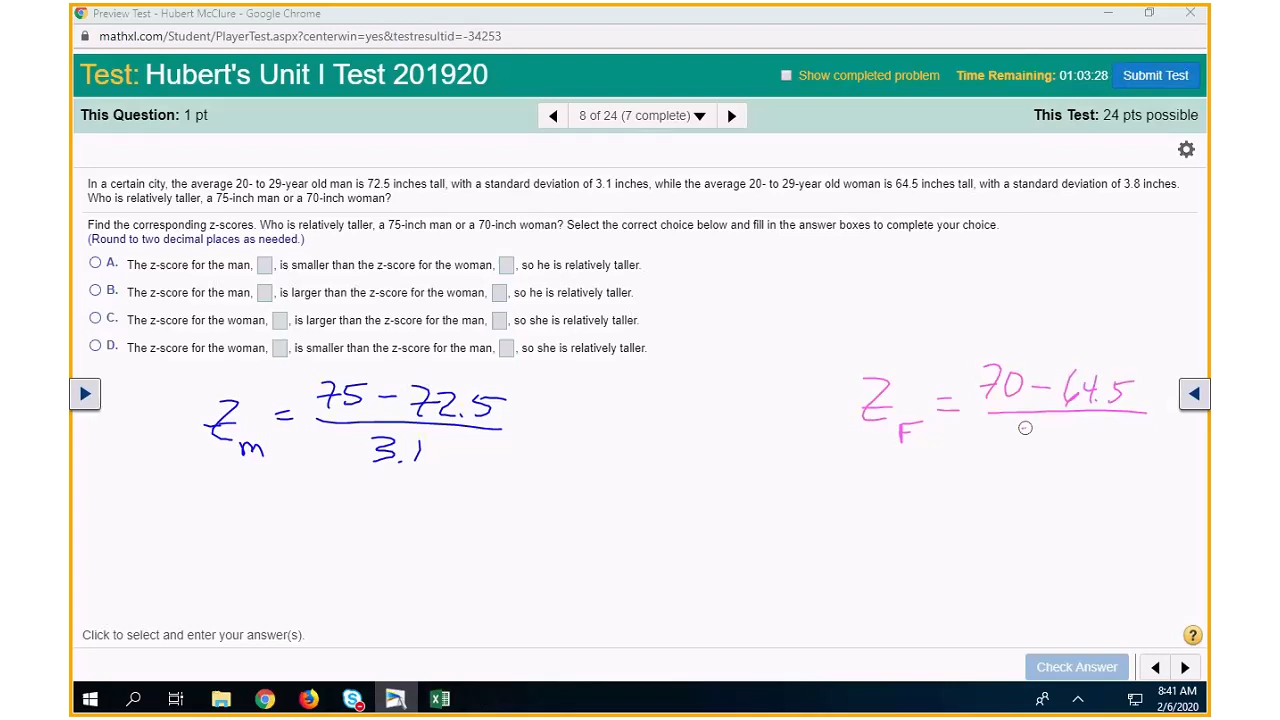 Preview Test - Hubert McClure - Google Chrome
mathxl.com/Student/PlayerTest.aspx?centerwin=yes&testresultid=-34253
Test: Hubert's Unit I Test 201920
Show completed problem
Time Remaining: 01:03:28
Submit Test
This Question: 1 pt
8 of 24 (7 complete)
This Test: 24 pts possible
In a certain city, the average 20- to 29-year old man is 72.5 inches tall, with a standard deviation of 3.1 inches, while the average 20- to 29-year old woman is 64.5 inches tall, with a standard deviation of 3.8 inches.
Who is relatively taller, a 75-inch man or a 70-inch woman?
Find the corresponding z-scores. Who is relatively taller, a 75-inch man or a 70-inch woman? Select the correct choice below and fill in the answer boxes to complete your choice.
(Round to two decimal places as needed.)
A. The z-score for the man, , is smaller than the z-score for the woman, , so he is relatively taller.
B. The z-score for the man, , is larger than the z-score for the woman, , so he is relatively taller.
C. The z-score for the woman, , is larger than the z-score for the man, , so she is relatively taller.
D. The z-score for the woman, , is smaller than the z-score for the man, , so she is relatively taller.
Zm = 75 - 72.5
3.1
ZF = 70 - 64.5
Click to select and enter your answer(s).
?
Check Answer
8:41 AM
2/6/2020